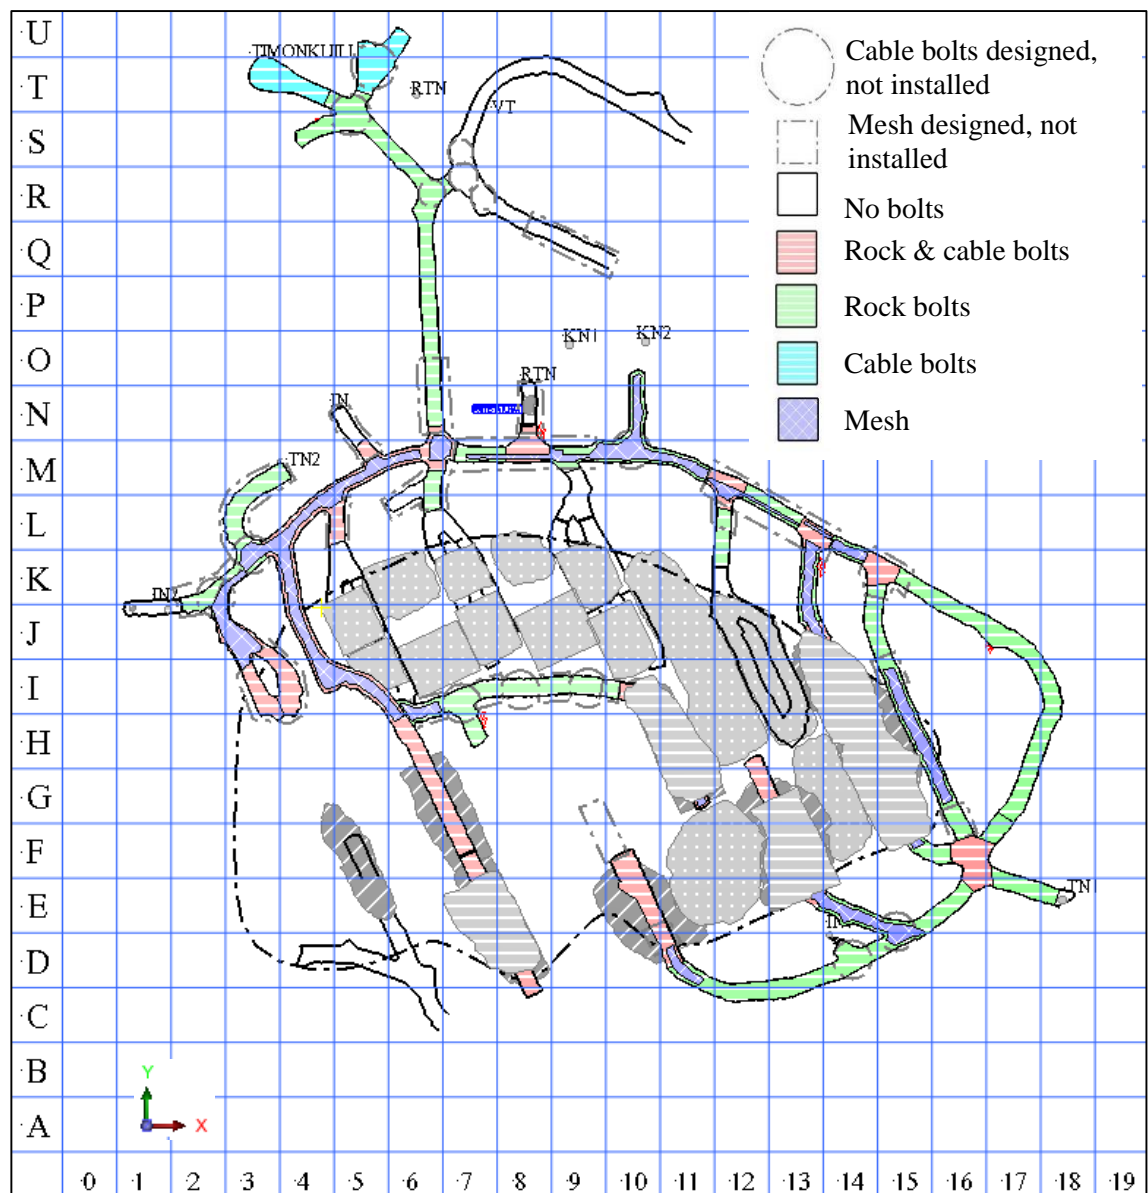 U
T
S
R
Q
P
O
N
M
L
K
J
I
H
G
F
E
D
C
B
A
TIMONKUILU
RTN
VT
KN1
KN2
RTN
IN
TN2
TN1
Cable bolts designed,
not installed
Mesh designed, not
installed
No bolts
Rock & cable bolts
Rock bolts
Cable bolts
Mesh
Y
X
0 1 2 3 4 5 6 7 8 9 10 11 12 13 14 15 16 17 18 19